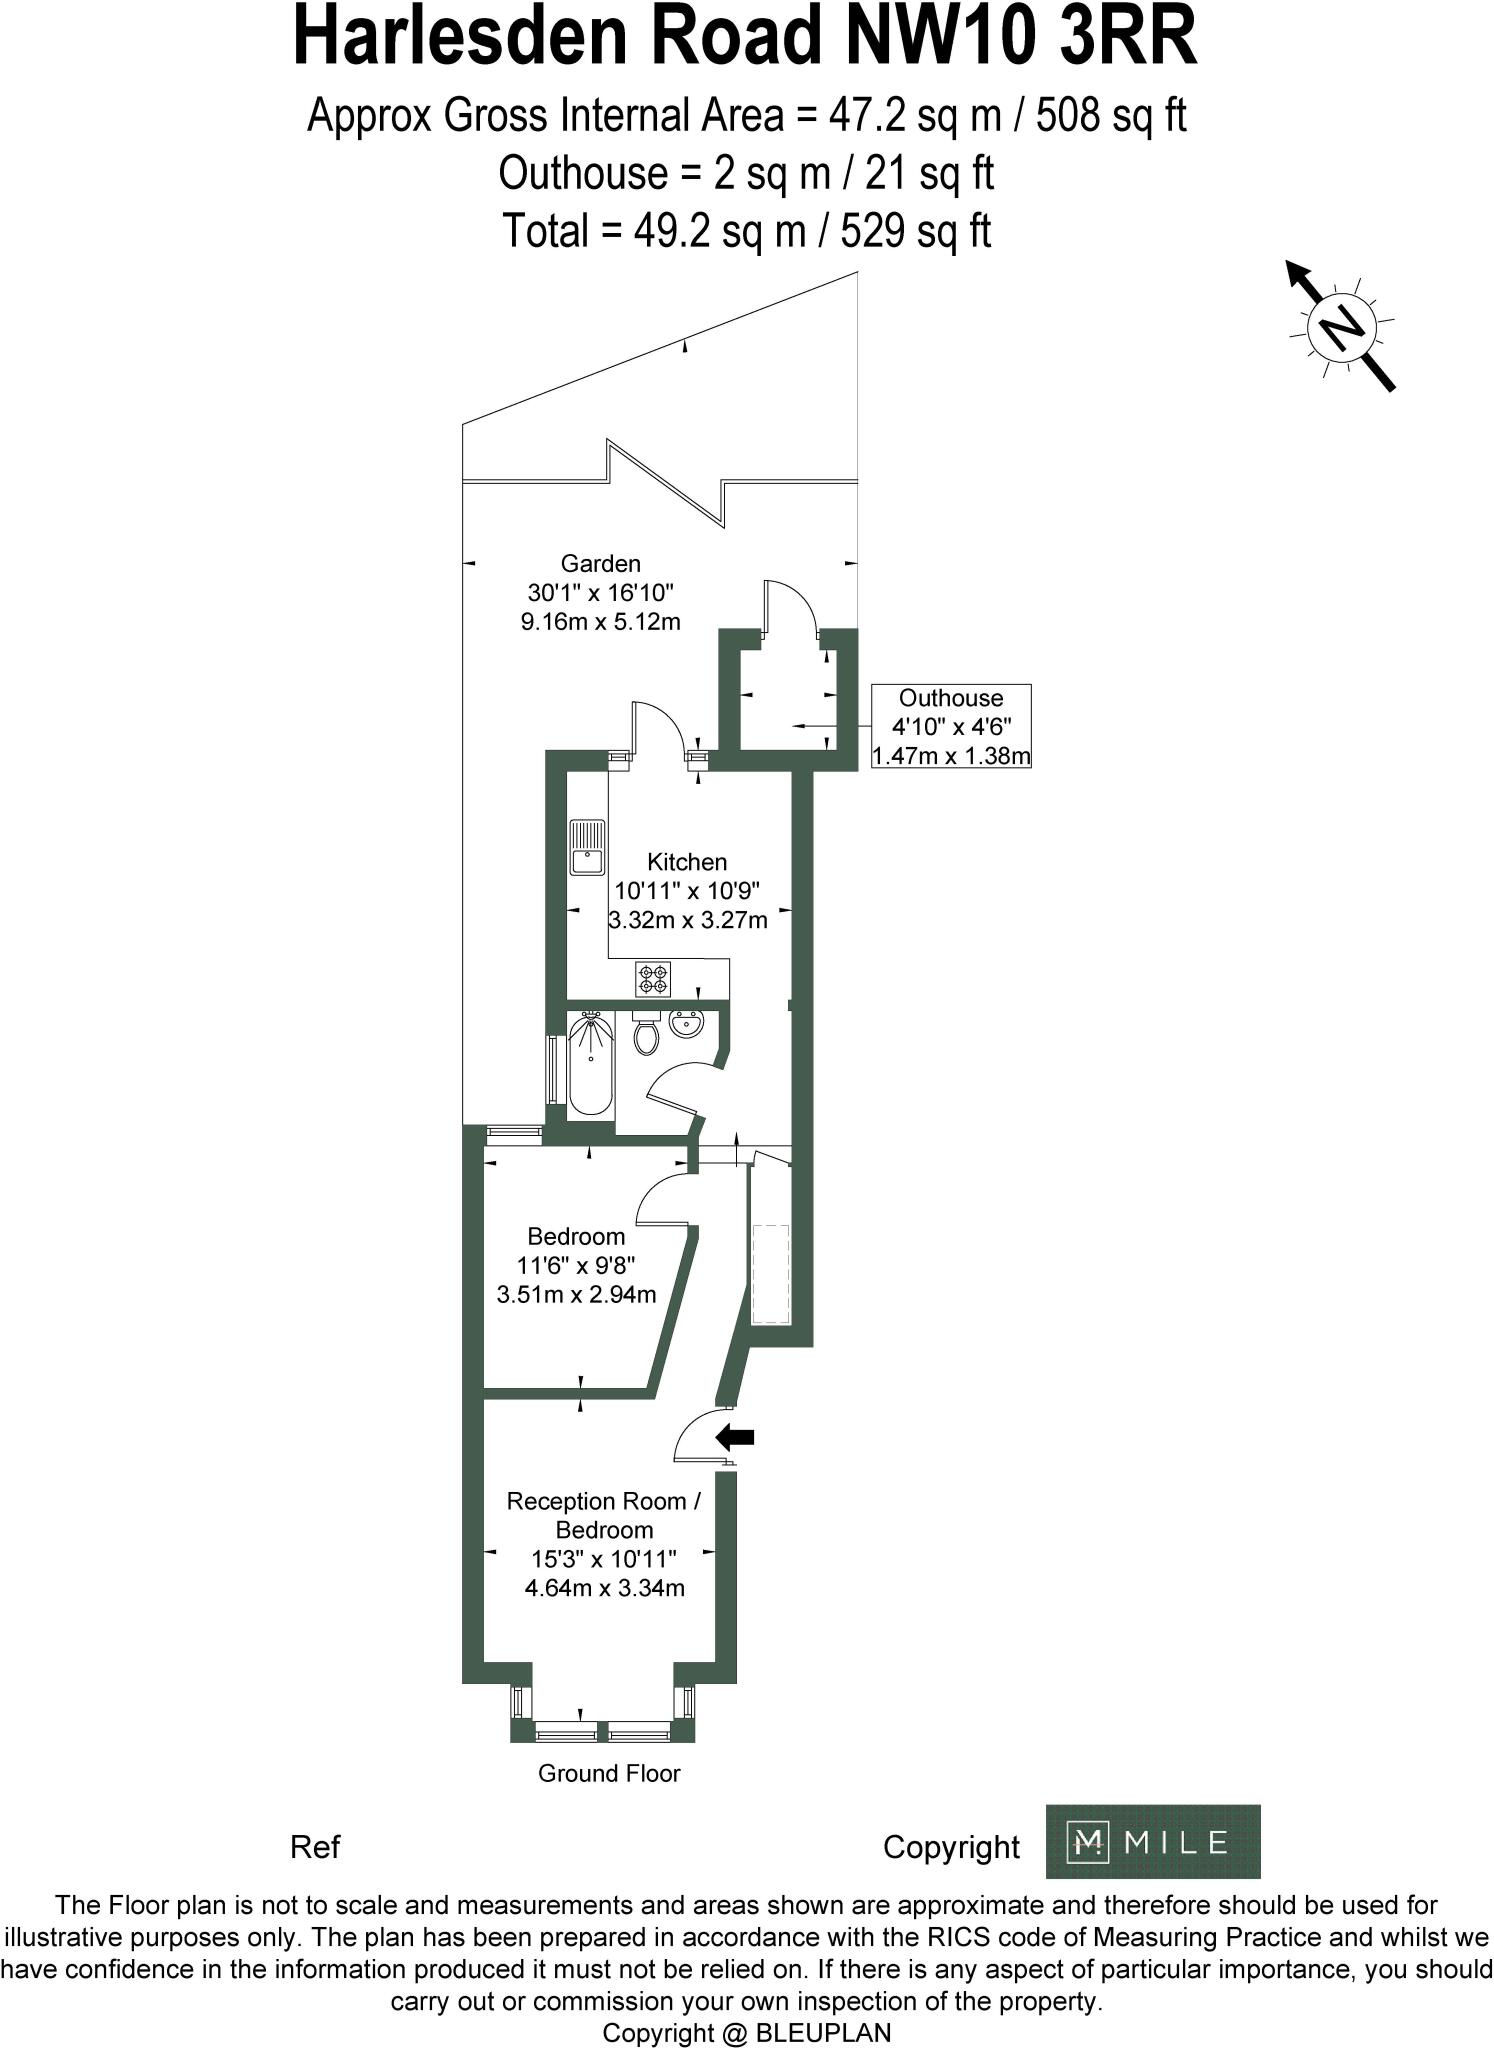 Harlesden Road NW10 3RR
Approx Gross Internal Area = 47.2 sq m / 508 sq ft
Outhouse = 2 sq m / 21 sq ft
Total = 49.2 sq m / 529 sq ft
N
Garden
30'1" x 16'10"
9.16m x 5.12m
Outhouse
4'10" x 4'6"
1.47m x 1.38m
Kitchen
10'11" x 10'9"
3.32m x 3.27m
Bedroom
11'6" x 9'8"
3.51m x 2.94m
Reception Room /
Bedroom
15'3" x 10'11"
4.64m x 3.34m
Ground Floor
Ref
Copyright
M. MILE
The Floor plan is not to scale and measurements and areas shown are approximate and therefore should be used for
illustrative purposes only. The plan has been prepared in accordance with the RICS code of Measuring Practice and whilst we
have confidence in the information produced it must not be relied on. If there is any aspect of particular importance, you should
carry out or commission your own inspection of the property.
Copyright @ BLEUPLAN